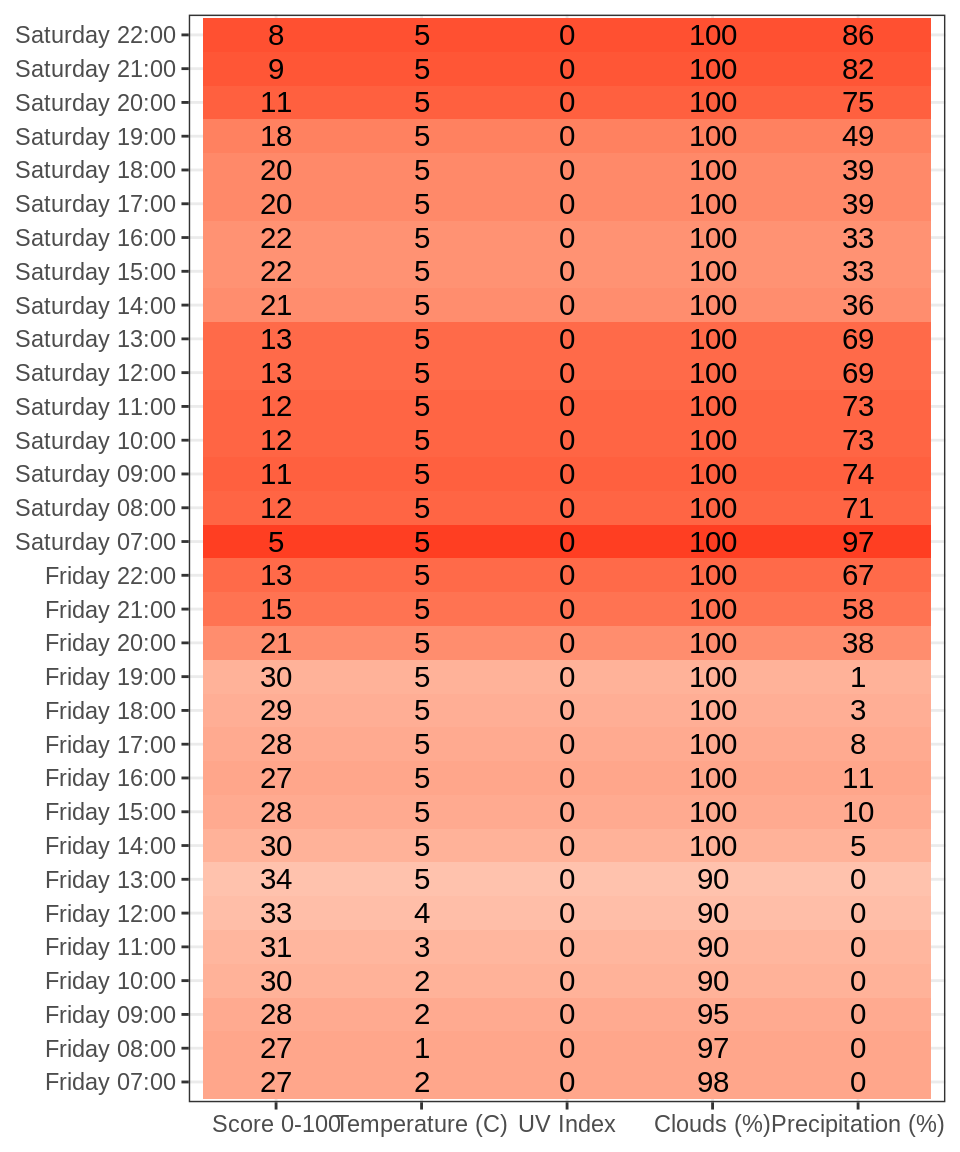 Saturday 22:00 8 5 0 100 86
Saturday 21:00 9 5 0 100 82
Saturday 20:00 11 5 0 100 75
Saturday 19:00 18 5 0 100 49
Saturday 18:00 20 5 0 100 39
Saturday 17:00 20 5 0 100 39
Saturday 16:00 22 5 0 100 33
Saturday 15:00 22 5 0 100 33
Saturday 14:00 21 5 0 100 36
Saturday 13:00 13 5 0 100 69
Saturday 12:00 13 5 0 100 69
Saturday 11:00 12 5 0 100 73
Saturday 10:00 12 5 0 100 73
Saturday 09:00 11 5 0 100 74
Saturday 08:00 12 5 0 100 71
Saturday 07:00 5 5 0 100 97
Friday 22:00 13 5 0 100 67
Friday 21:00 15 5 0 100 58
Friday 20:00 21 5 0 100 38
Friday 19:00 30 5 0 100 1
Friday 18:00 29 5 0 100 3
Friday 17:00 28 5 0 100 8
Friday 16:00 27 5 0 100 11
Friday 15:00 28 5 0 100 10
Friday 14:00 30 5 0 100 5
Friday 13:00 34 5 0 90 0
Friday 12:00 33 4 0 90 0
Friday 11:00 31 3 0 90 0
Friday 10:00 30 2 0 90 0
Friday 09:00 28 2 0 95 0
Friday 08:00 27 1 0 97 0
Friday 07:00 27 2 0 98 0
Score 0-100 Temperature (C) UV Index Clouds (%) Precipitation (%)